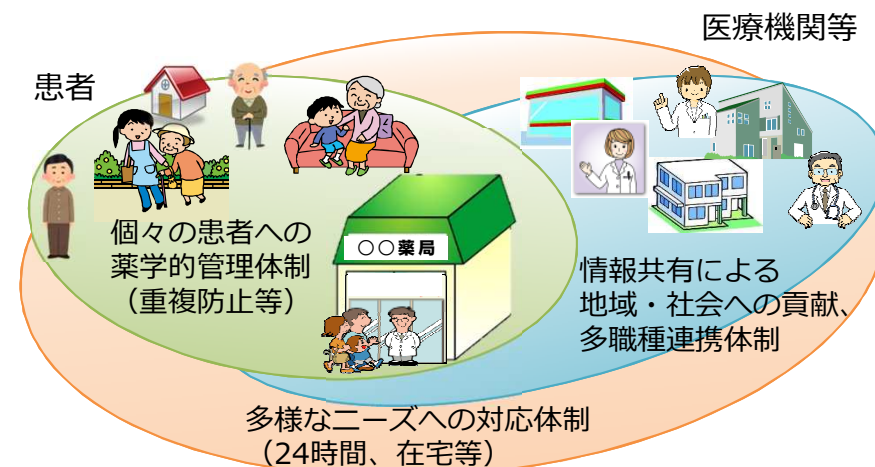 医療機関等
患者
○○薬局
個々の患者への
薬学的管理体制
（重複防止等）
情報共有による
地域・社会への貢献、
多職種連携体制
多様なニーズへの対応体制
（24時間、在宅等）